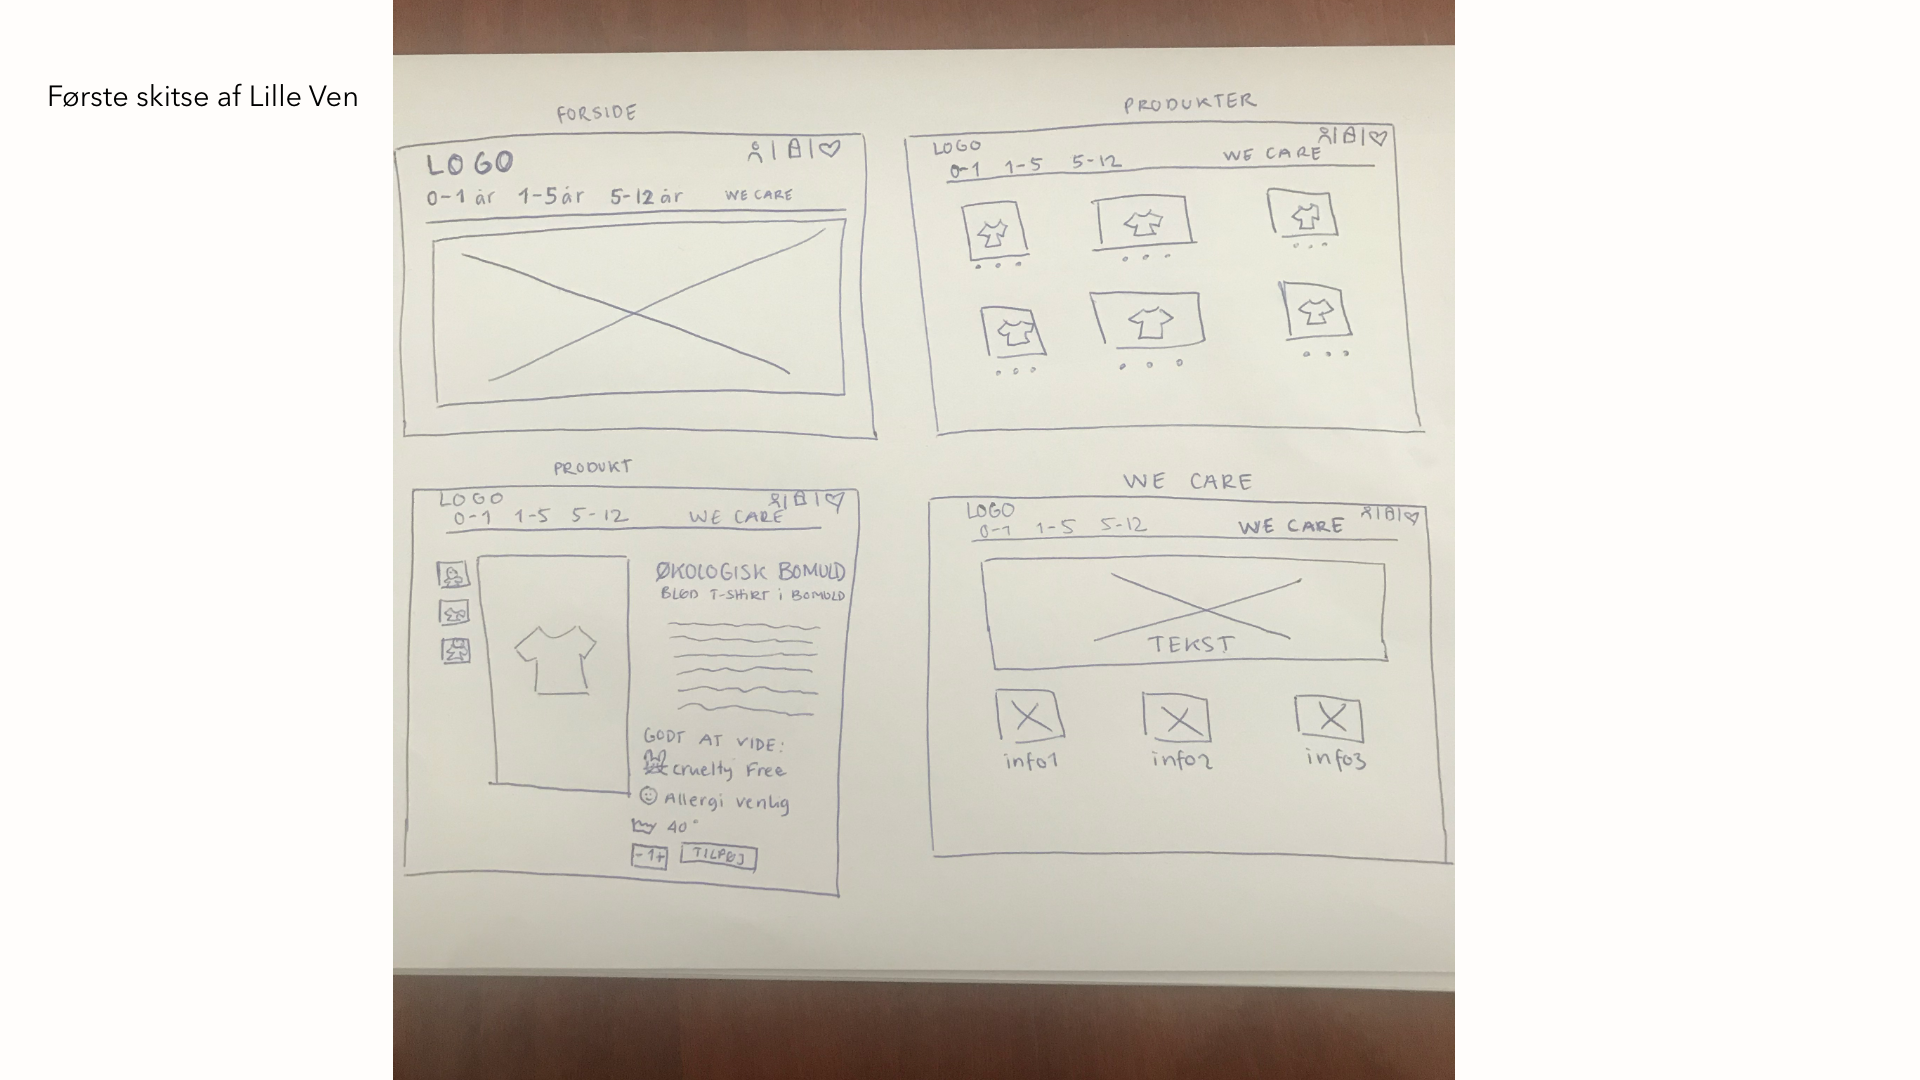 Første skitse af Lille Ven
FORSIDE
LOGO
0-1 år 1-5 år 5-12 år WE CARE
PRODUKTER
LOGO
0-1 1-5 5-12 WE CARE
PRODUKT
LOGO
0-1 1-5 5-12 WE CARE
ØKOLOGISK BOMULD
BLØD T-SHIRT i BOMULD
GODT AT VIDE:
cruelty Free
Allergi venlig
40°
- 1 + TILFØJ
WE CARE
LOGO
0-1 1-5 5-12 WE CARE
TEKST
info1 info2 info3